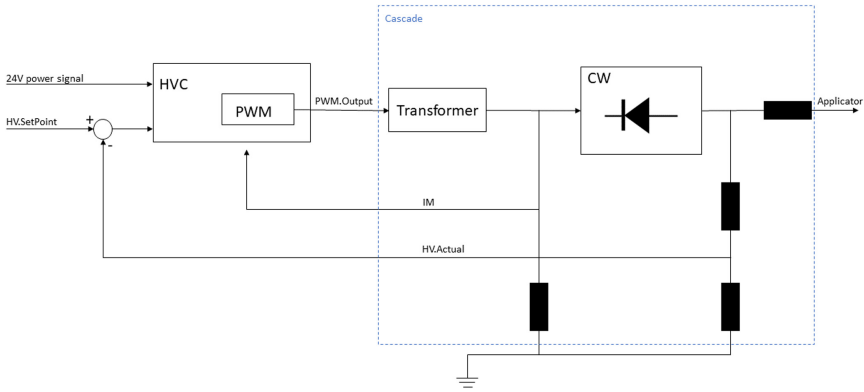 Cascade
24V power signal
HVC
PWM
PWM.Output
Transformer
CW
Applicator
HV.SetPoint
+
-
IM
HV.Actual